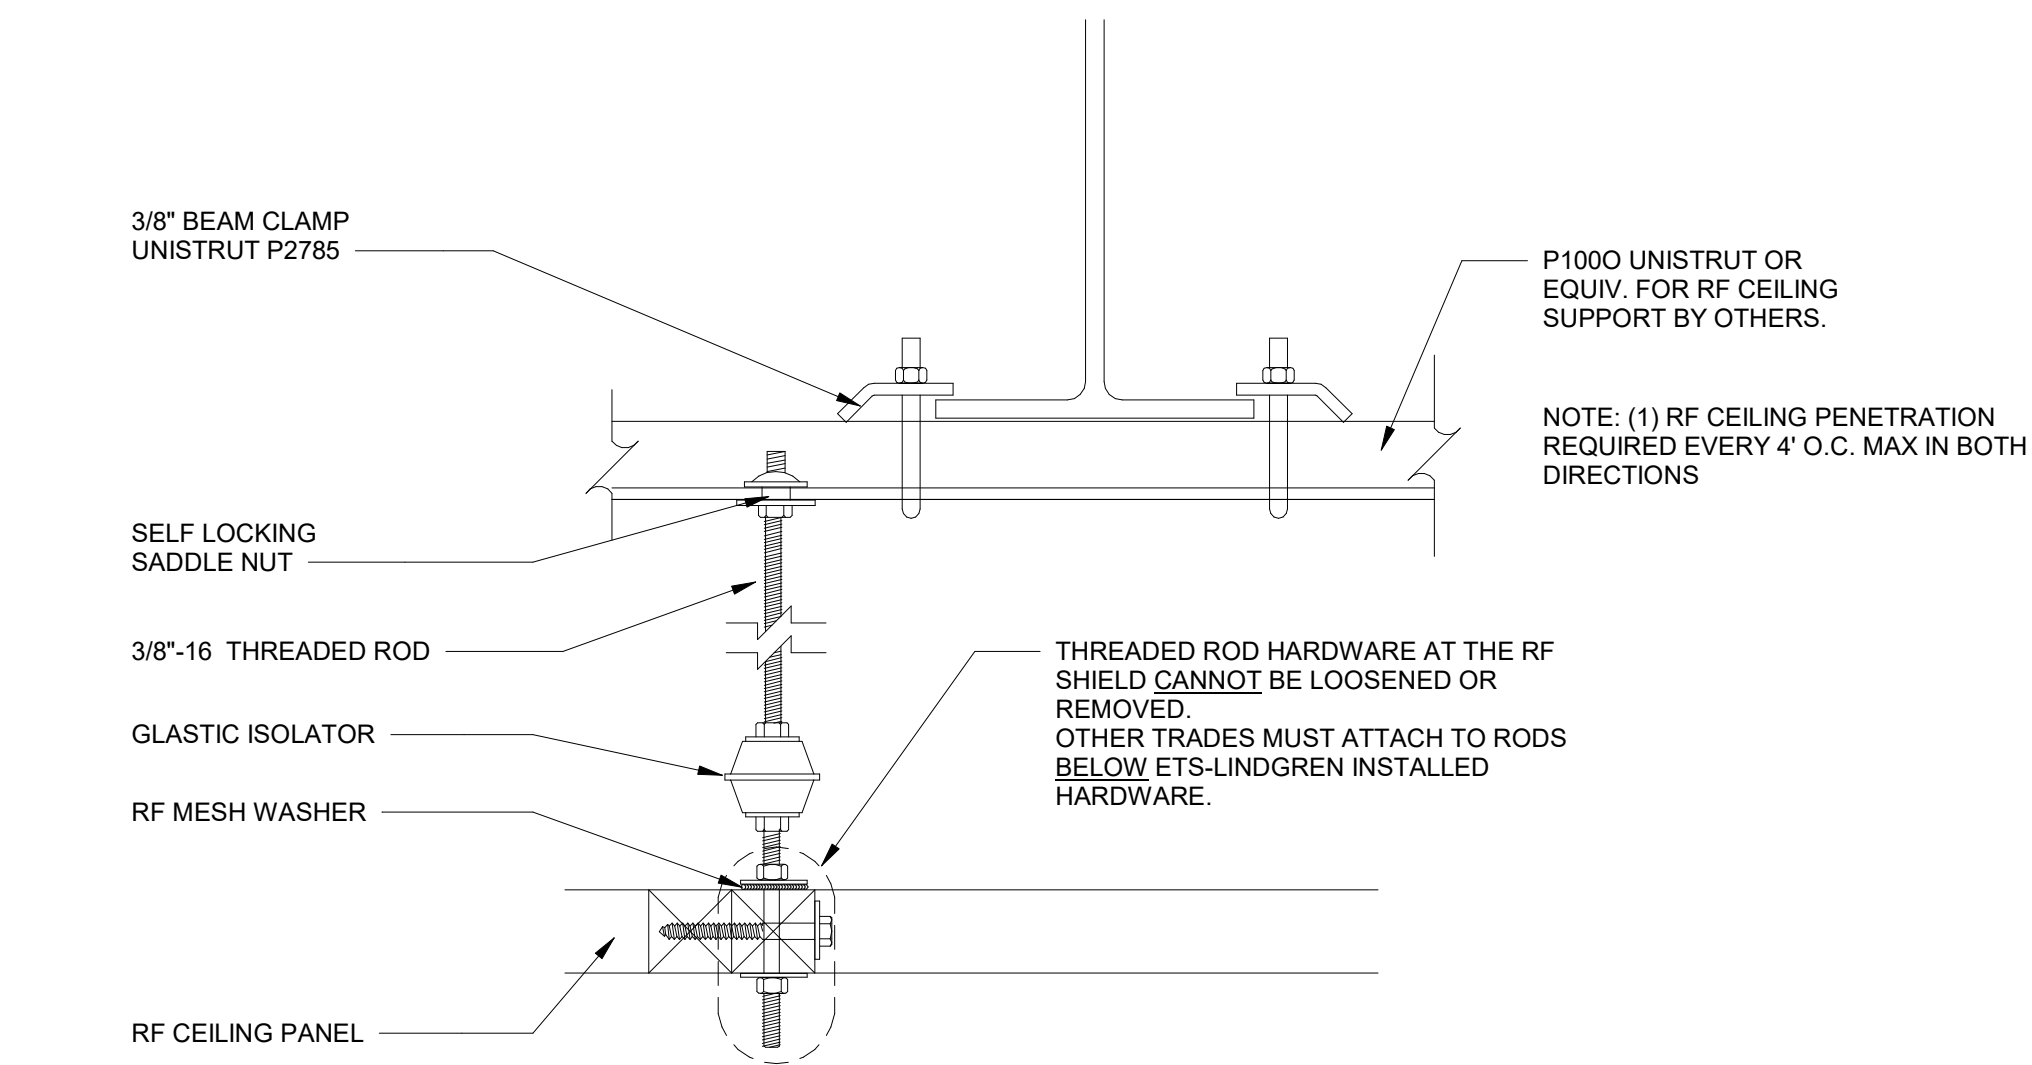 3/8" BEAM CLAMP
UNISTRUT P2785
P100O UNISTRUT OR
EQUIV. FOR RF CEILING
SUPPORT BY OTHERS.
NOTE: (1) RF CEILING PENETRATION
REQUIRED EVERY 4' O.C. MAX IN BOTH
DIRECTIONS
SELF LOCKING
SADDLE NUT
3/8"-16 THREADED ROD
THREADED ROD HARDWARE AT THE RF
SHIELD CANNOT BE LOOSENED OR
REMOVED.
OTHER TRADES MUST ATTACH TO RODS
BELOW ETS-LINDGREN INSTALLED
HARDWARE.
GLASTIC ISOLATOR
RF MESH WASHER
RF CEILING PANEL